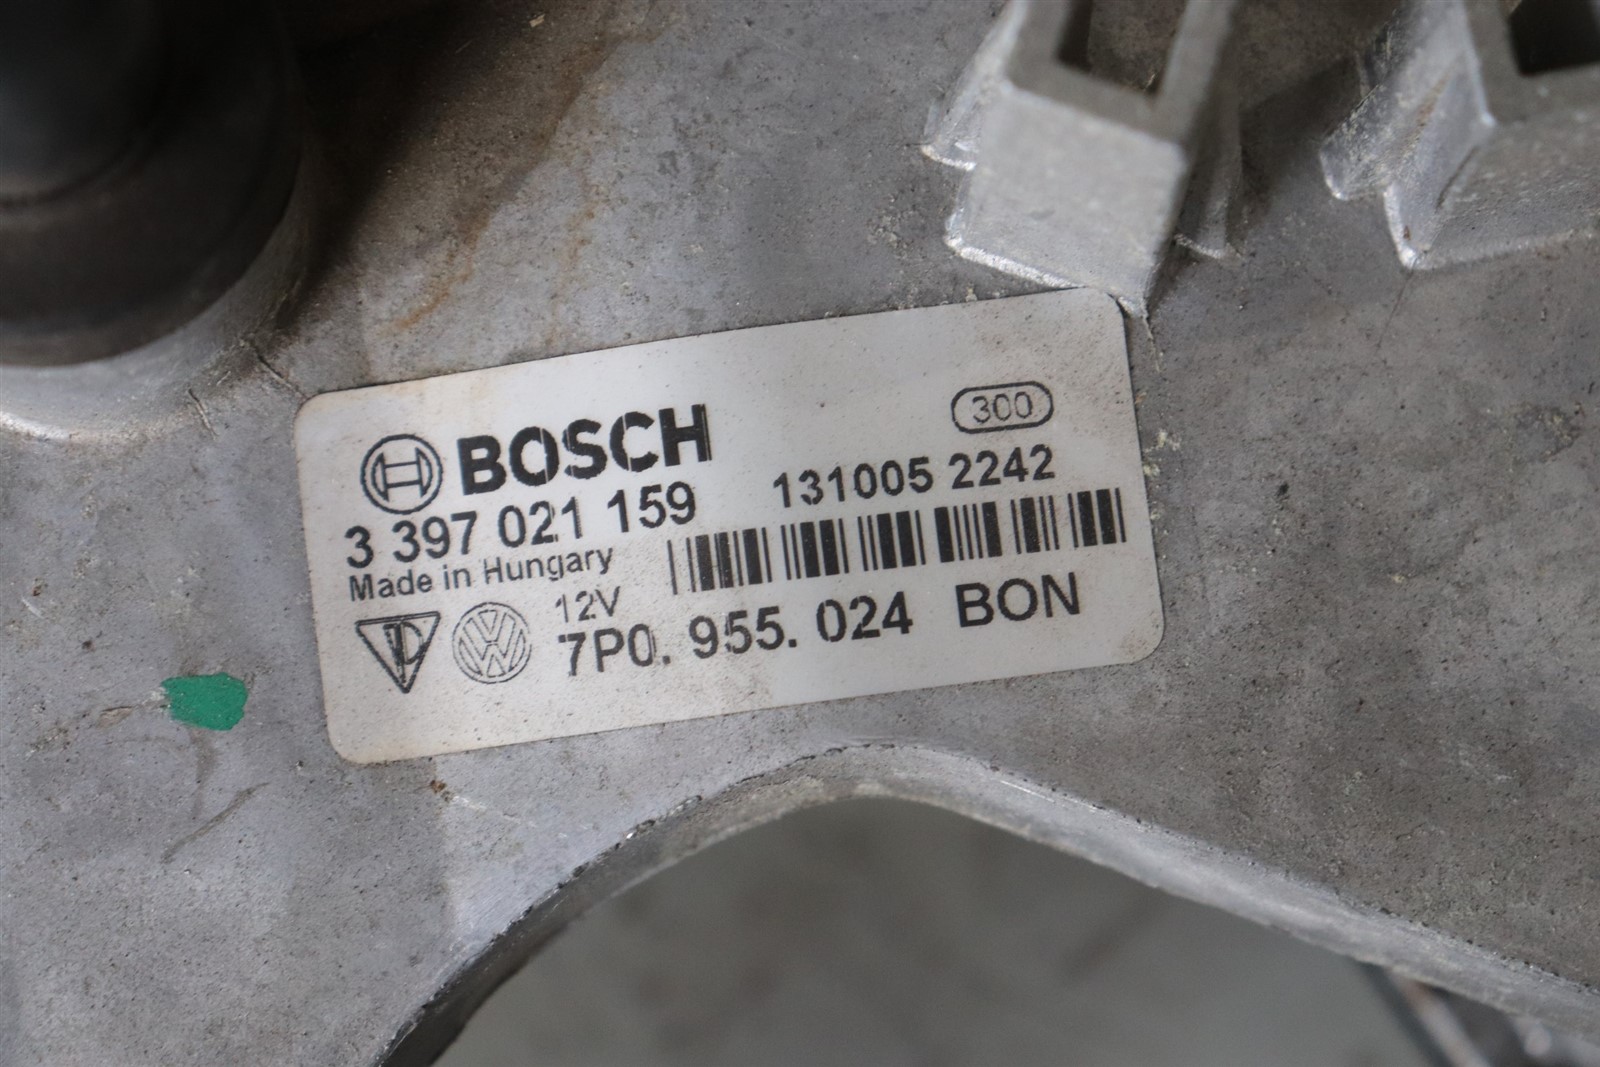 BOSCH
300
3 397 021 159
131005 2242
Made in Hungary
12V
7P0. 955. 024 BON